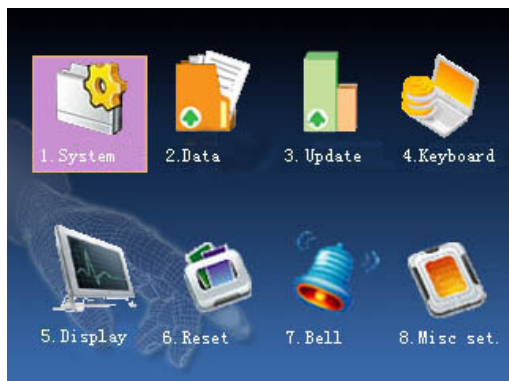 1.System
2.Data
3.Update
4.Keyboard
5.Display
6.Reset
7.Bell
8.Misc set.